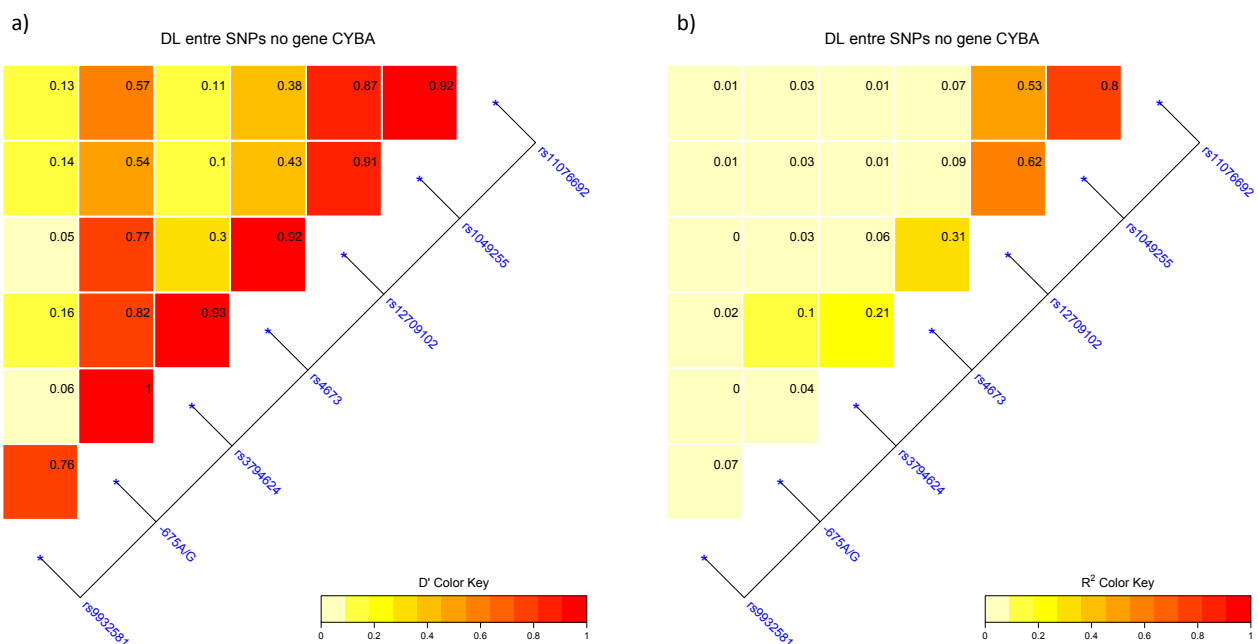 a)
DL entre SNPs no gene CYBA
0.13 0.57 0.11 0.38 0.87 0.92
0.14 0.54 0.1 0.43 0.91
0.05 0.77 0.3 0.92
0.16 0.82 0.93
0.06 1
0.76
* rs11076692
* rs1049255
* rs12709102
* rs4673
* rs3794624
* -675A/G
* rs9932581
D' Color Key
0 0.2 0.4 0.6 0.8 1
b)
DL entre SNPs no gene CYBA
0.01 0.03 0.01 0.07 0.53 0.8
0.01 0.03 0.01 0.09 0.62
0 0.03 0.06 0.31
0.02 0.1 0.21
0 0.04
0.07
* rs11076692
* rs1049255
* rs12709102
* rs4673
* rs3794624
* -675A/G
* rs9932581
R² Color Key
0 0.2 0.4 0.6 0.8 1